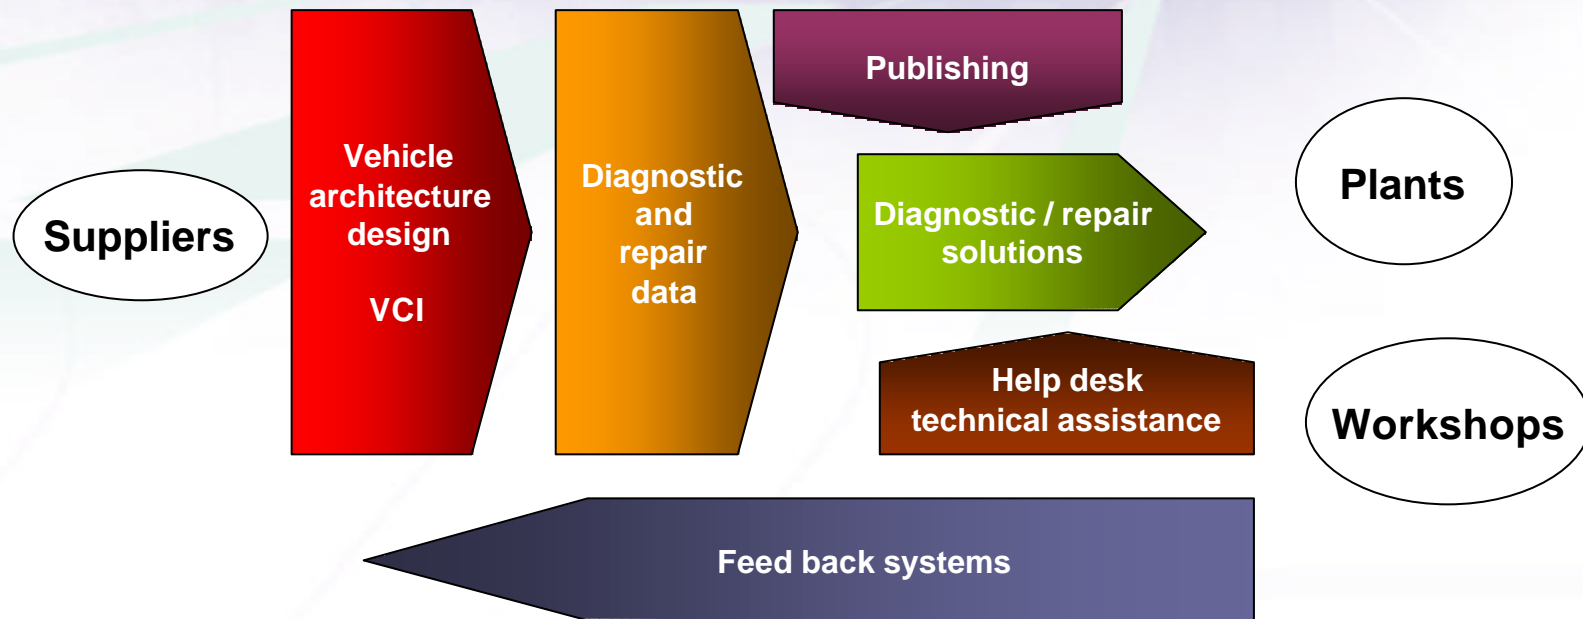 Suppliers
Vehicle
architecture
design
VCI
Diagnostic
and
repair
data
Publishing
Diagnostic / repair
solutions
Help desk
technical assistance
Plants
Workshops
Feed back systems